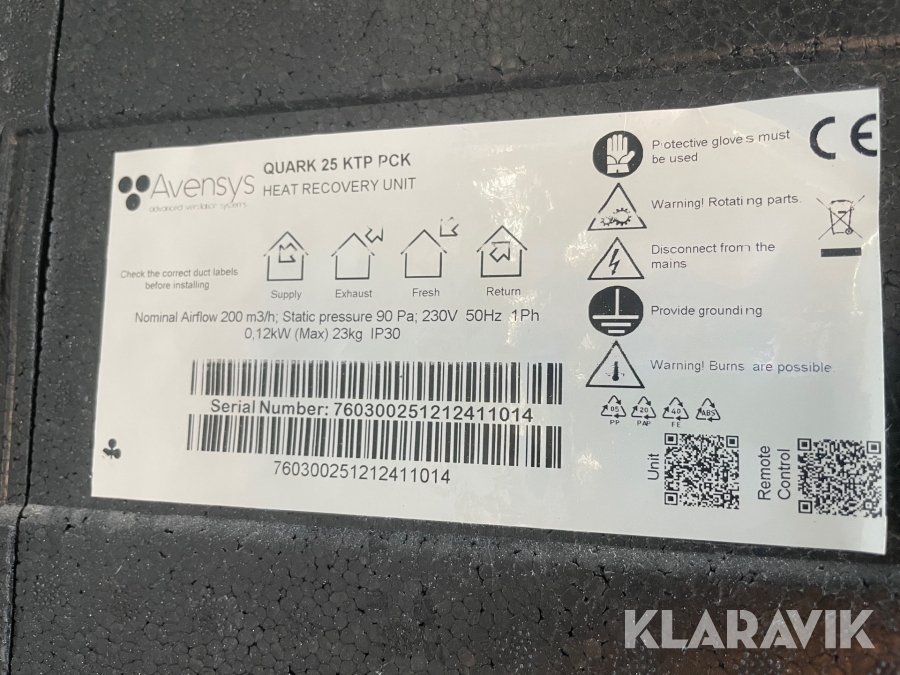 Avensys
advanced ventilation systems
QUARK 25 KTP PCK
HEAT RECOVERY UNIT
Check the correct duct labels
before installing
Supply
Exhaust
Fresh
Return
Nominal Airflow 200 m3/h; Static pressure 90 Pa; 230V 50Hz 1Ph
0,12kW (Max) 23kg IP30
Serial Number: 760300251212411014
760300251212411014
Protective gloves must
be used
Warning! Rotating parts.
Disconnect from the
mains
Provide grounding
Warning! Burns are possible.
CE
05
PP
20
PAP
40
FE
ABS
Unit
Remote
Control
KLARAVIK